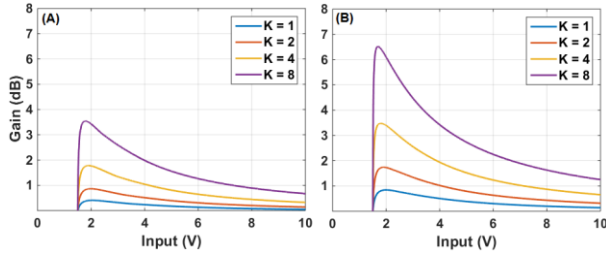 (A)
8
7
6
5
4
3
2
1
Gain (dB)
K = 1
K = 2
K = 4
K = 8
0 2 4 6 8 10
Input (V)
(B)
8
7
6
5
4
3
2
1
K = 1
K = 2
K = 4
K = 8
0 2 4 6 8 10
Input (V)